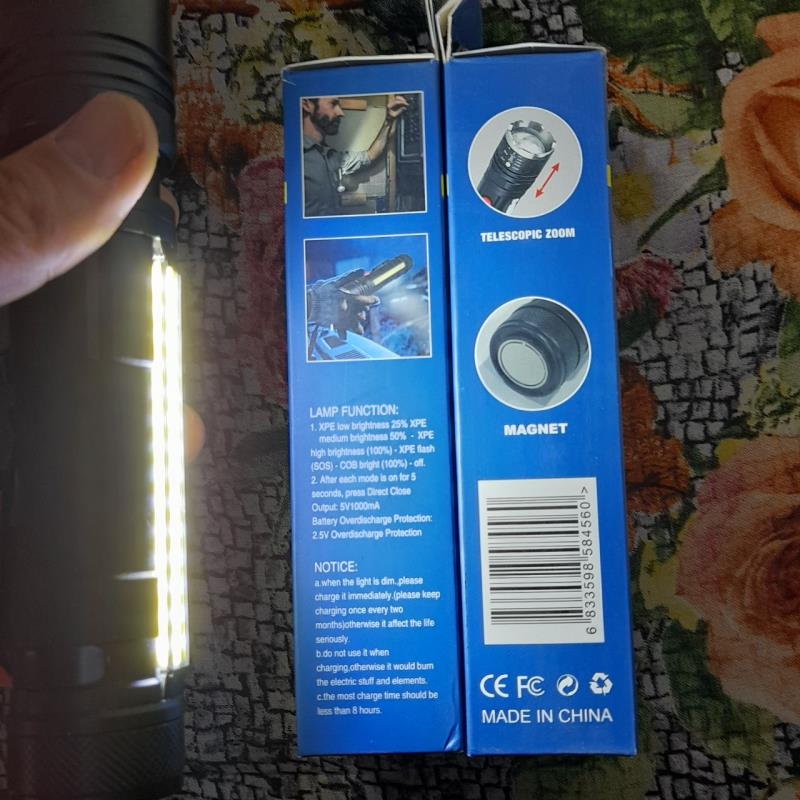 LAMP FUNCTION:
1. XPE low brightness 25% XPE
medium brightness 50% - XPE
high brightness (100%) - XPE flash
(SOS) - COB bright (100%) - off.
2. After each mode is on for 5
seconds, press Direct Close
Output: 5V1000mA
Battery Overdischarge Protection:
2.5V Overdischarge Protection
NOTICE:
a.when the light is dim.,please
charge it immediately.(please keep
charging once every two
months)otherwise it affect the life
seriously.
b.do not use it when
charging,otherwise it would burn
the electric stuff and elements.
c.the most charge time should be
less than 8 hours.
TELESCOPIC ZOOM
MAGNET
6 833598 584560 >
CE FC
MADE IN CHINA